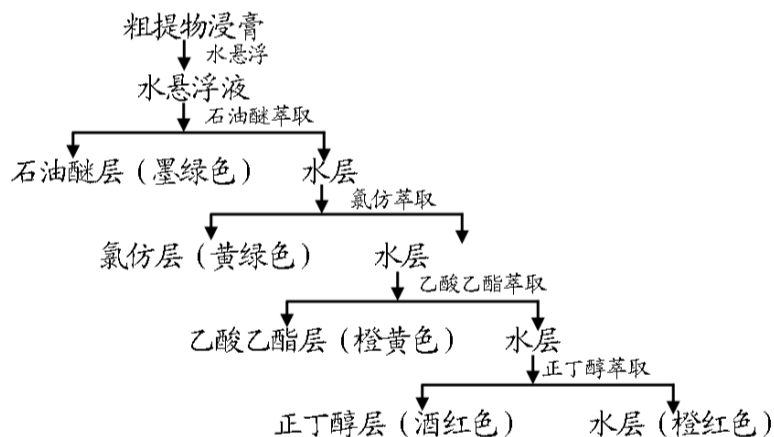 粗提物浸膏
水悬浮
水悬浮液
石油醚萃取
石油醚层（墨绿色） 水层
氯仿萃取
氯仿层（黄绿色） 水层
乙酸乙酯萃取
乙酸乙酯层（橙黄色） 水层
正丁醇萃取
正丁醇层（酒红色） 水层（橙红色）